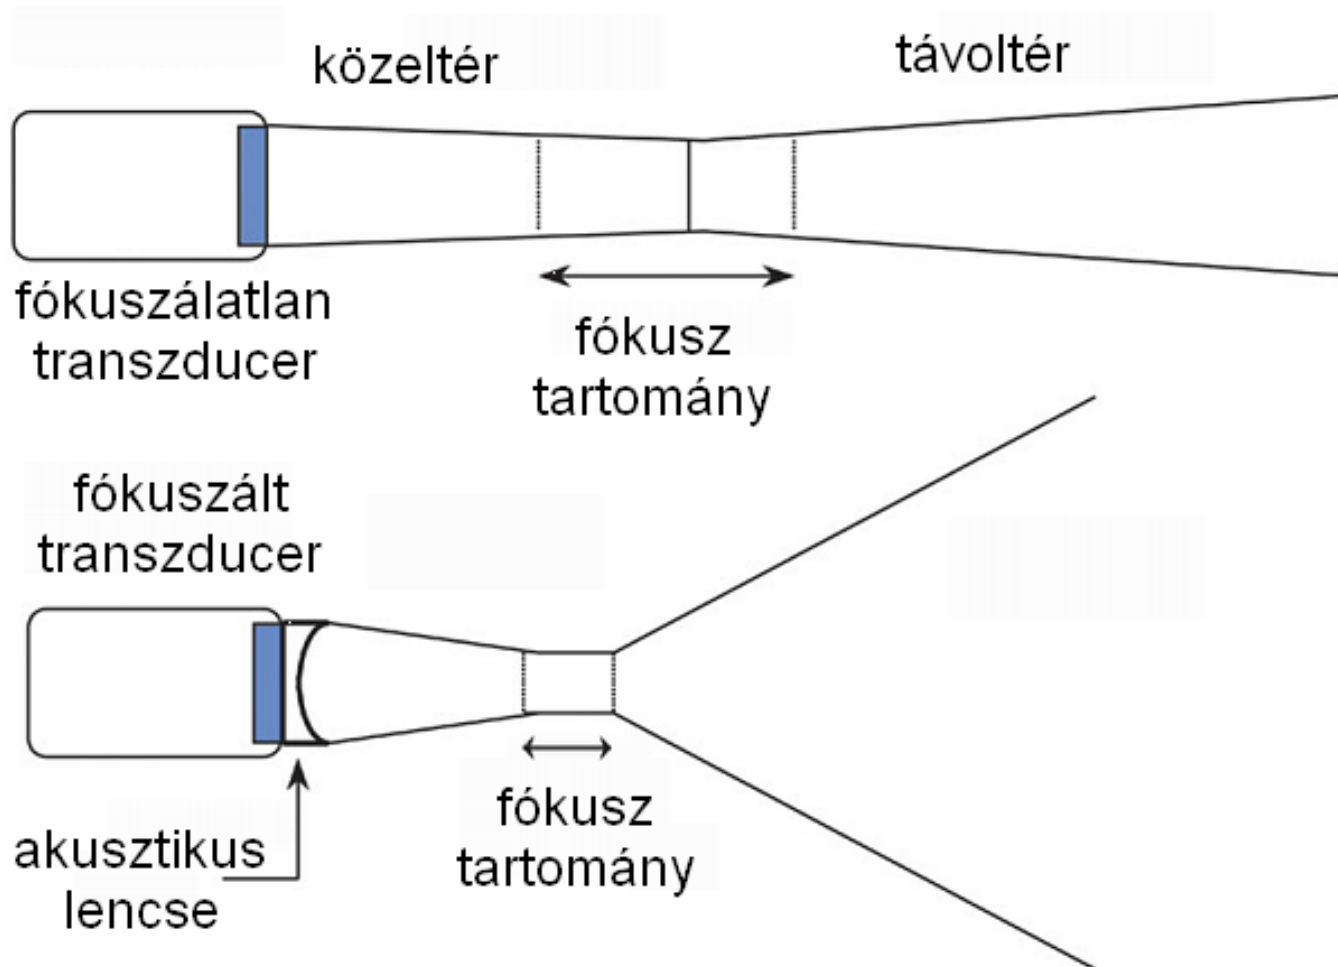 közeltér
távoltér
fókuszálatlan
transzducer
fókusz
tartomány
fókuszált
transzducer
akusztikus
lencse
fókusz
tartomány